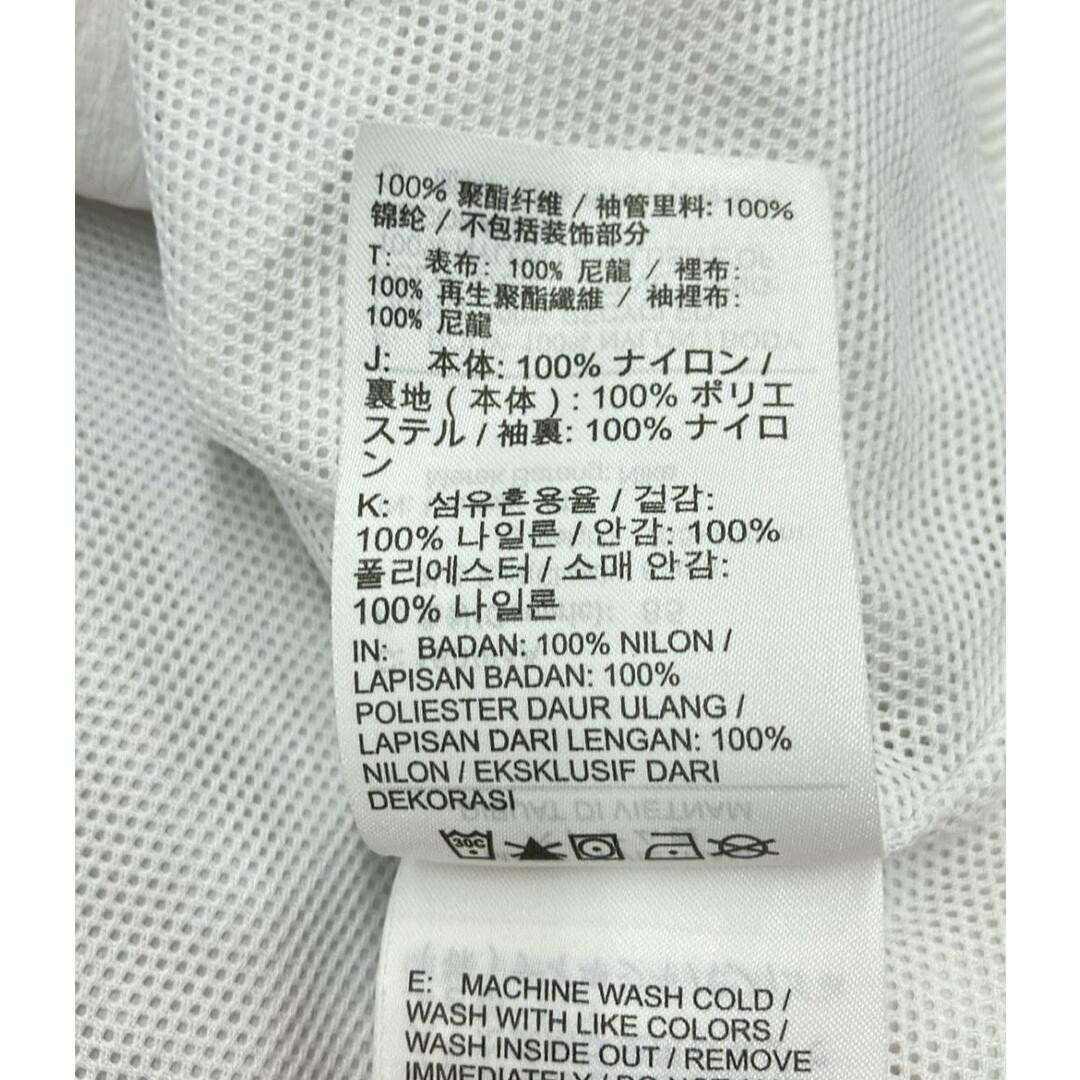 100% 聚酯纤维 / 袖管里料: 100%
锦纶 / 不包括装饰部分
T: 表布: 100% 尼龍 / 裡布:
100% 再生聚酯纖維 / 袖裡布:
100% 尼龍
J: 本体: 100% ナイロン /
裏地 ( 本体 ) : 100% ポリエ
ステル / 袖裏: 100% ナイロ
ン
K: 섬유혼용율 / 겉감:
100% 나일론 / 안감: 100%
폴리에스터 / 소매 안감:
100% 나일론
IN: BADAN: 100% NILON /
LAPISAN BADAN: 100%
POLIESTER DAUR ULANG /
LAPISAN DARI LENGAN: 100%
NILON / EKSKLUSIF DARI
DEKORASI
30C
E: MACHINE WASH COLD /
WASH WITH LIKE COLORS /
WASH INSIDE OUT / REMOVE
IMMEDIATELY /